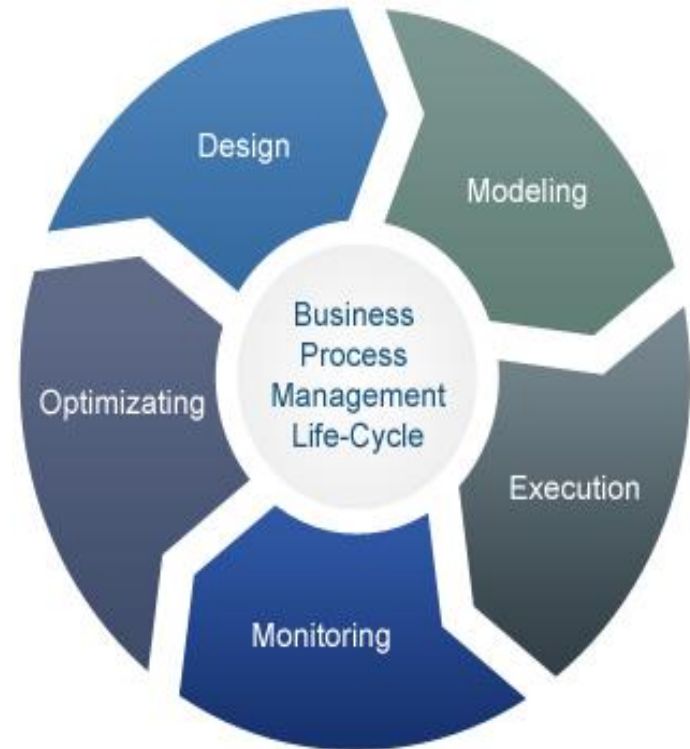 Design
Modeling
Business
Process
Management
Life-Cycle
Optimizating
Execution
Monitoring